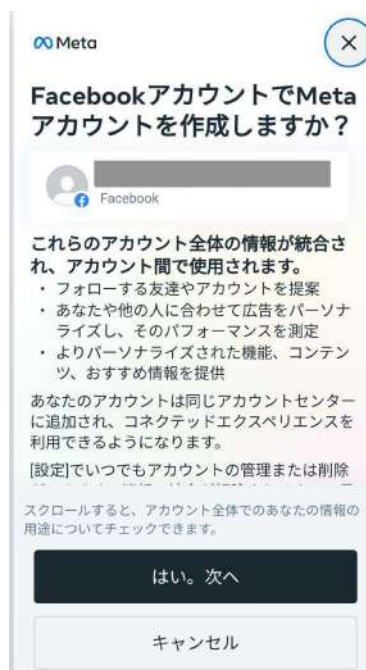 Meta
FacebookアカウントでMeta
アカウントを作成しますか？
Facebook
これらのアカウント全体の情報が統合さ
れ、アカウント間で使用されます。
・ フォローする友達やアカウントを提案
・ あなたや他の人に合わせて広告をパーソナ
ライズし、そのパフォーマンスを測定
・ よりパーソナライズされた機能、コンテン
ツ、おすすめ情報を提供
あなたのアカウントは同じアカウントセンター
に追加され、コネクテッドエクスペリエンスを
利用できるようになります。
[設定]でいつでもアカウントの管理または削除
スクロールすると、アカウント全体でのあなたの情報の
用途についてチェックできます。
はい。次へ
キャンセル